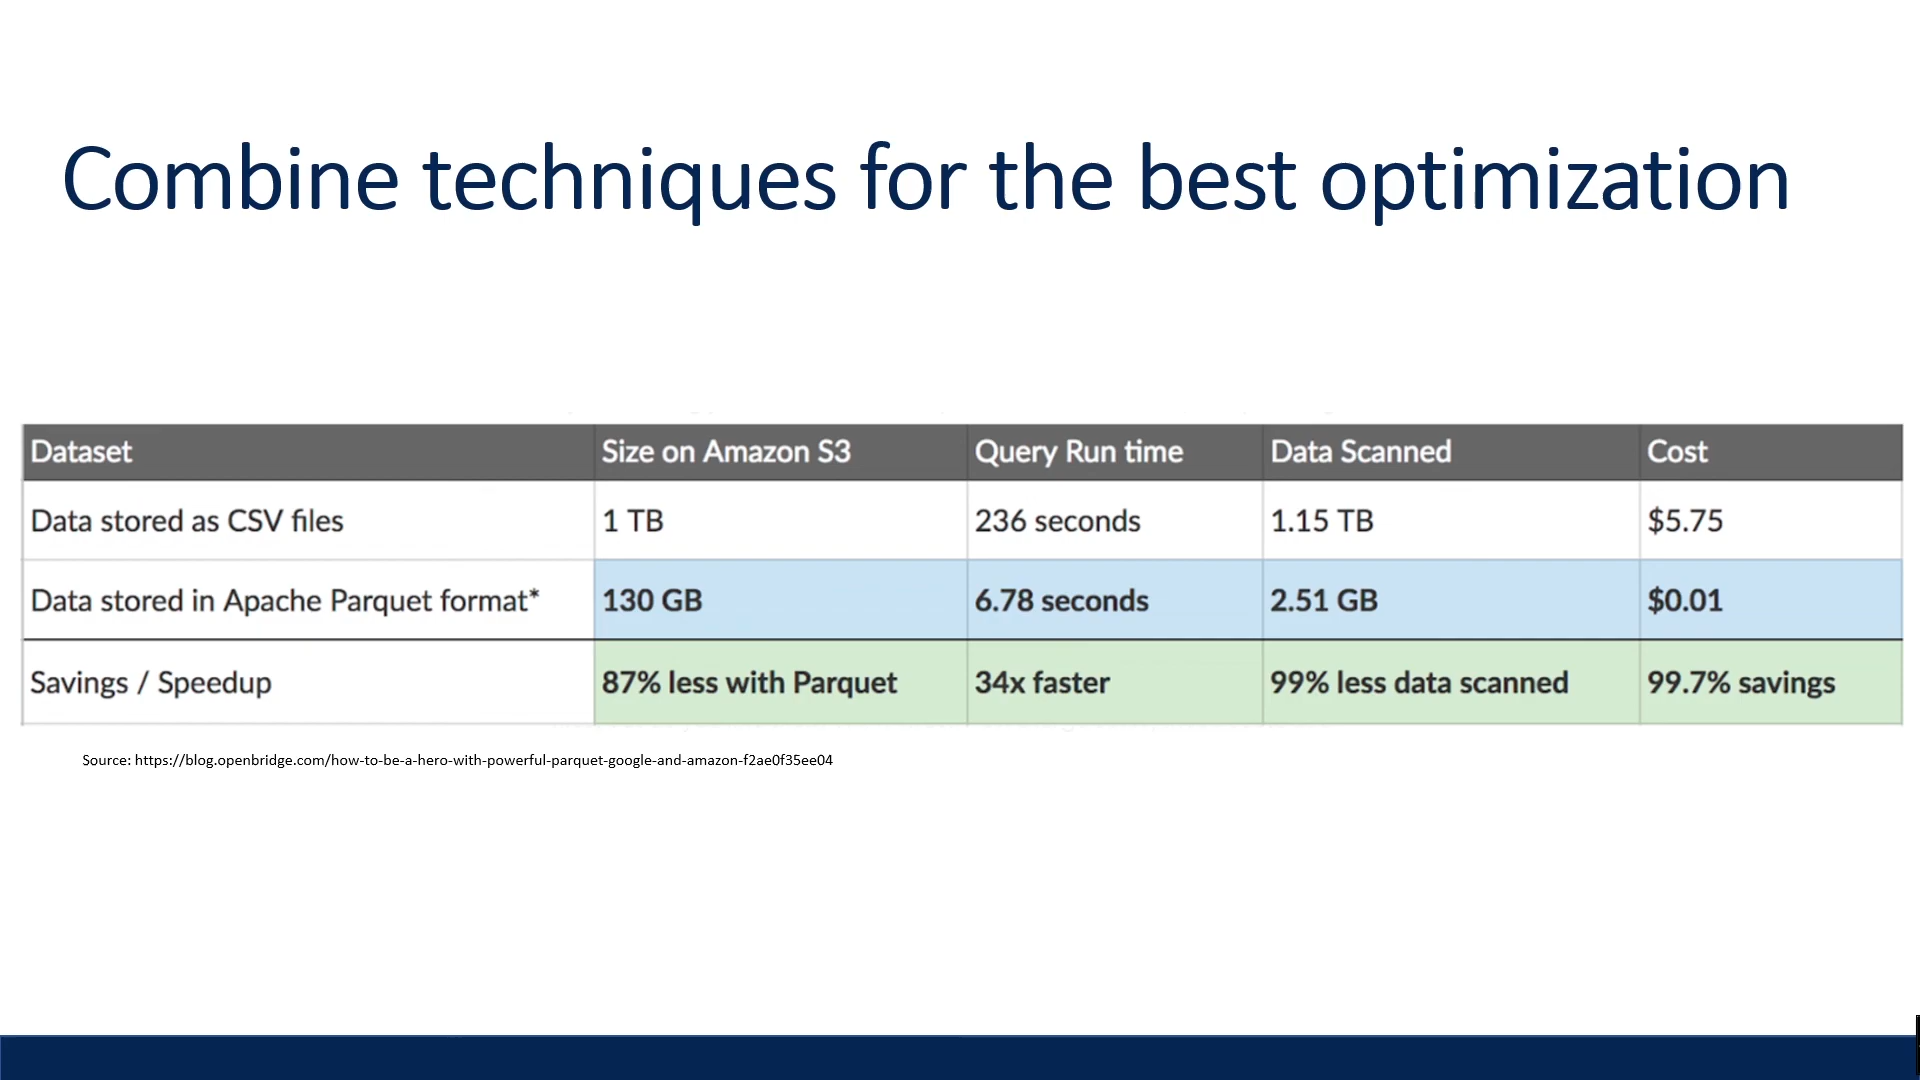 Combine techniques for the best optimization
Dataset Size on Amazon S3 Query Run time Data Scanned Cost
Data stored as CSV files 1 TB 236 seconds 1.15 TB $5.75
Data stored in Apache Parquet format* 130 GB 6.78 seconds 2.51 GB $0.01
Savings / Speedup 87% less with Parquet 34x faster 99% less data scanned 99.7% savings
Source: https://blog.openbridge.com/how-to-be-a-hero-with-powerful-parquet-google-and-amazon-f2ae0f35ee04